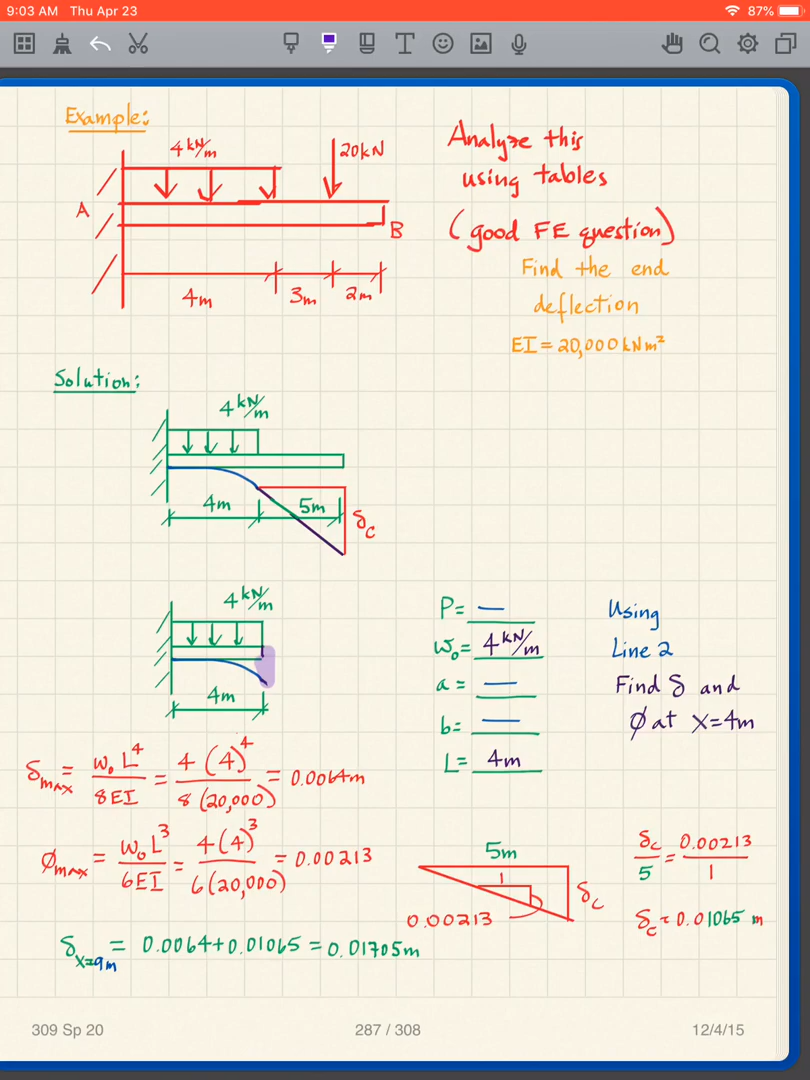 9:03 AM Thu Apr 23
87%
Example:
4 kN/m
20kN
A
B
4m
3m
2m
Analyze this
using tables
(good FE question)
Find the end
deflection
EI = 20,000 kNm²
Solution:
4 kN/m
4m
5m
δc
4 kN/m
4m
P= —
w₀= 4 kN/m
a = —
b= —
L= 4m
Using
Line 2
Find δ and
∅ at x=4m
δmax = w₀L⁴/8EI = 4(4)⁴/8(20,000) = 0.0064m
∅max = w₀L³/6EI = 4(4)³/6(20,000) = 0.00213
5m
1
δc
0.00213
δc/5 = 0.00213/1
δc = 0.01065 m
δx=9m = 0.0064+0.01065 = 0.01705m
309 Sp 20
287 / 308
12/4/15